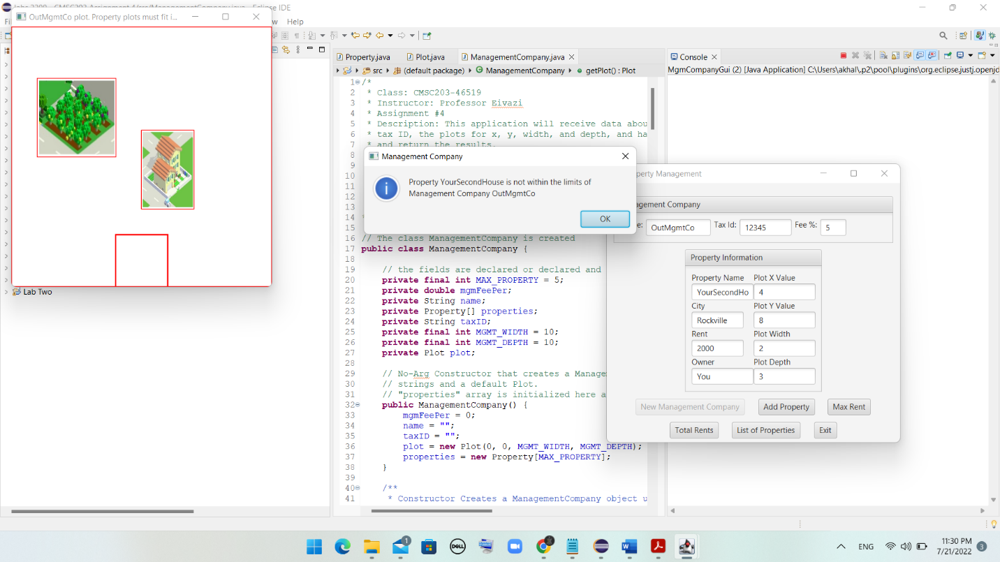 OutMgmtCo plot. Property plots must fit i...
Eclipse IDE
Help
Property.java
Plot.java
ManagementCompany.java
Console
src
(default package)
ManagementCompany
getPlot() : Plot
MgmCompanyGui (2) [Java Application] C:\Users\akhal\.p2\pool\plugins\org.eclipse.justj.openjd
1 /*
2 * Class: CMSC203-46519
3 * Instructor: Professor Eivazi
4 * Assignment #4
5 * Description: This application will receive data abou
6 * tax ID, the plots for x, y, width, and depth, and ha
7 * and return the results.
8
9
10
11
12
13
14
15
16 // The class ManagementCompany is created
17 public class ManagementCompany {
18
19 // the fields are declared or declared and
20 private final int MAX_PROPERTY = 5;
21 private double mgmFeePer;
22 private String name;
23 private Property[] properties;
24 private String taxID;
25 private final int MGMT_WIDTH = 10;
26 private final int MGMT_DEPTH = 10;
27 private Plot plot;
28
29 // No-Arg Constructor that creates a Manage
30 // strings and a default Plot.
31 // "properties" array is initialized here a
32 public ManagementCompany() {
33 mgmFeePer = 0;
34 name = "";
35 taxID = "";
36 plot = new Plot(0, 0, MGMT_WIDTH, MGMT_DEPTH);
37 properties = new Property[MAX_PROPERTY];
38 }
39
40 /**
41 * Constructor Creates a ManagementCompany object u
Lab Two
Management Company
Property YourSecondHouse is not within the limits of
Management Company OutMgmtCo
OK
perty Management
agement Company
e: OutMgmtCo Tax Id: 12345 Fee %: 5
Property Information
Property Name Plot X Value
YourSecondHo 4
City Plot Y Value
Rockville 8
Rent Plot Width
2000 2
Owner Plot Depth
You 3
New Management Company Add Property Max Rent
Total Rents List of Properties Exit
1
DELL
ENG
11:30 PM
7/21/2022
3